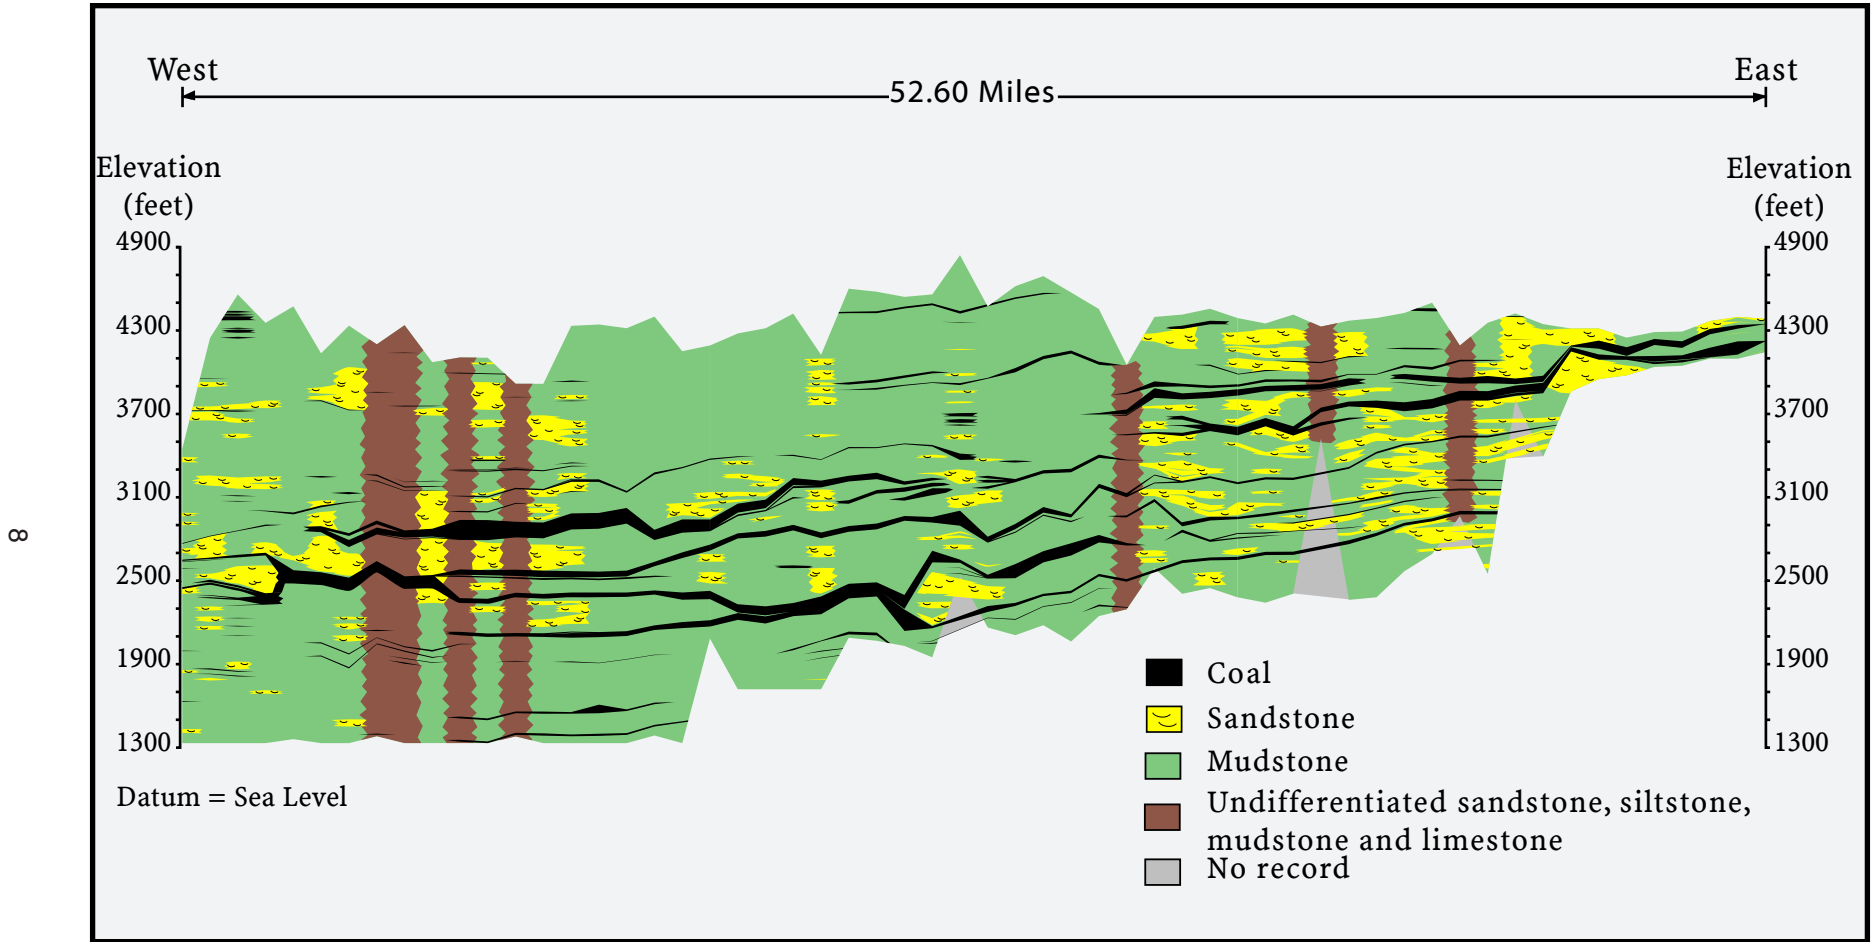 West
East
52.60 Miles
Elevation
(feet)
Elevation
(feet)
4900
4900
4300
4300
3700
3700
3100
3100
2500
2500
1900
1900
1300
1300
Datum = Sea Level
Coal
Sandstone
Mudstone
Undifferentiated sandstone, siltstone,
mudstone and limestone
No record
8